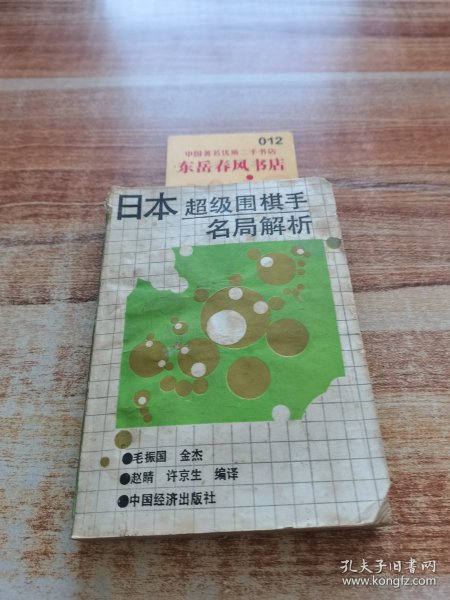 012
中国著名优质二手书店
东岳春风书店
日本超级围棋手
名局解析
●毛振国 金杰
●赵晴 许京生 编译
●中国经济出版社
孔夫子旧书网
www.kongfz.com